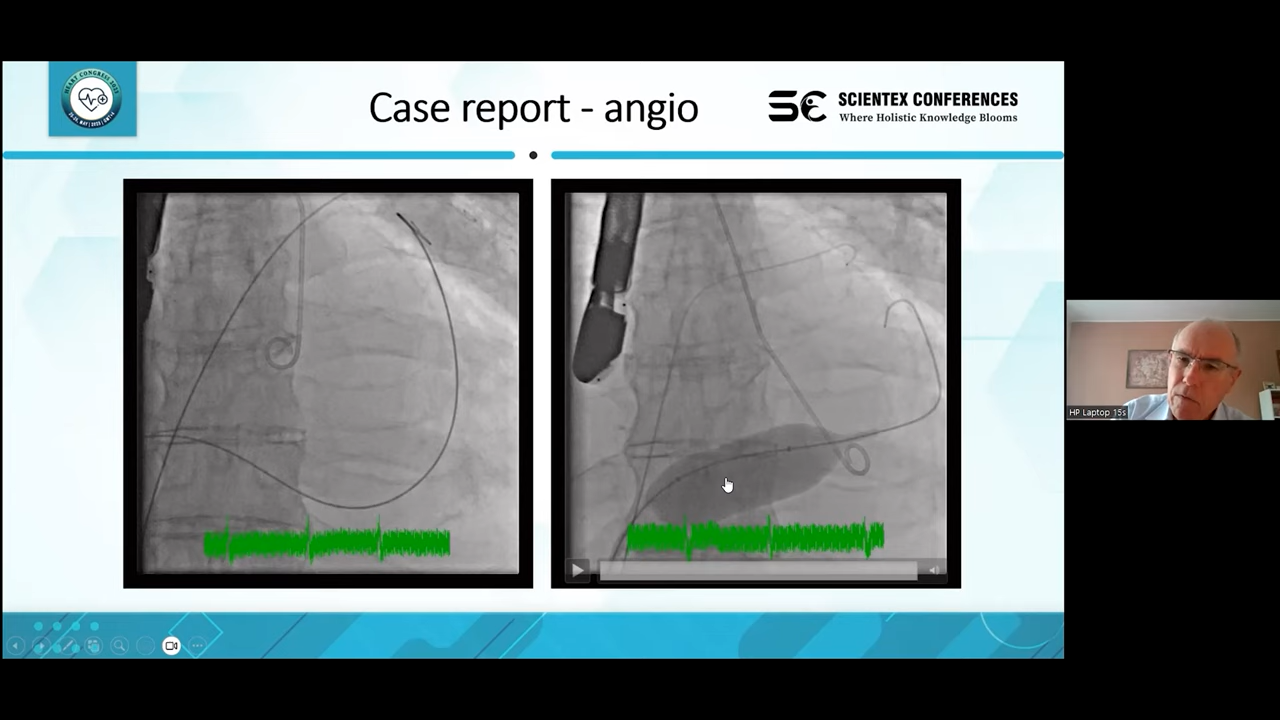 Case report - angio
SCIENTEX CONFERENCES
Where Holistic Knowledge Blooms
HP Laptop 15s